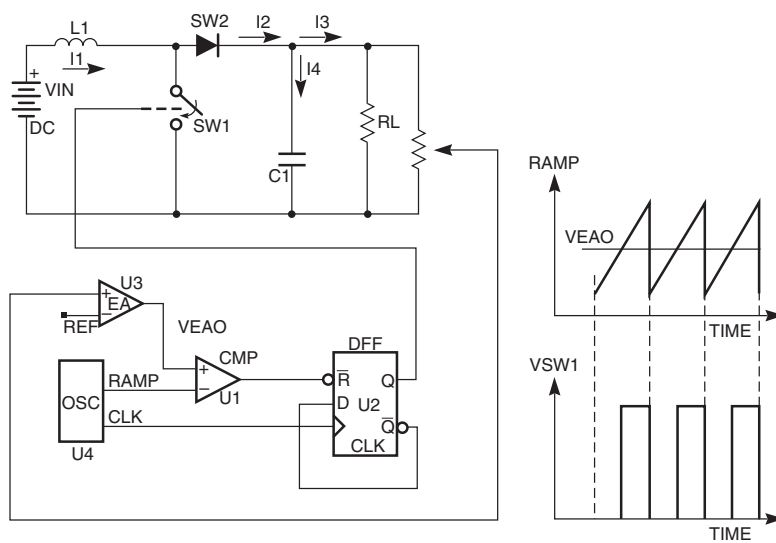 L1
SW2
I2
I3
I1
I4
+
VIN
DC
SW1
RL
C1
RAMP
VEAO
TIME
VSW1
TIME
U3
+
EA
−
REF
VEAO
DFF
CMP
+
−
U1
R
Q
D
U2
Q
CLK
OSC
RAMP
CLK
U4